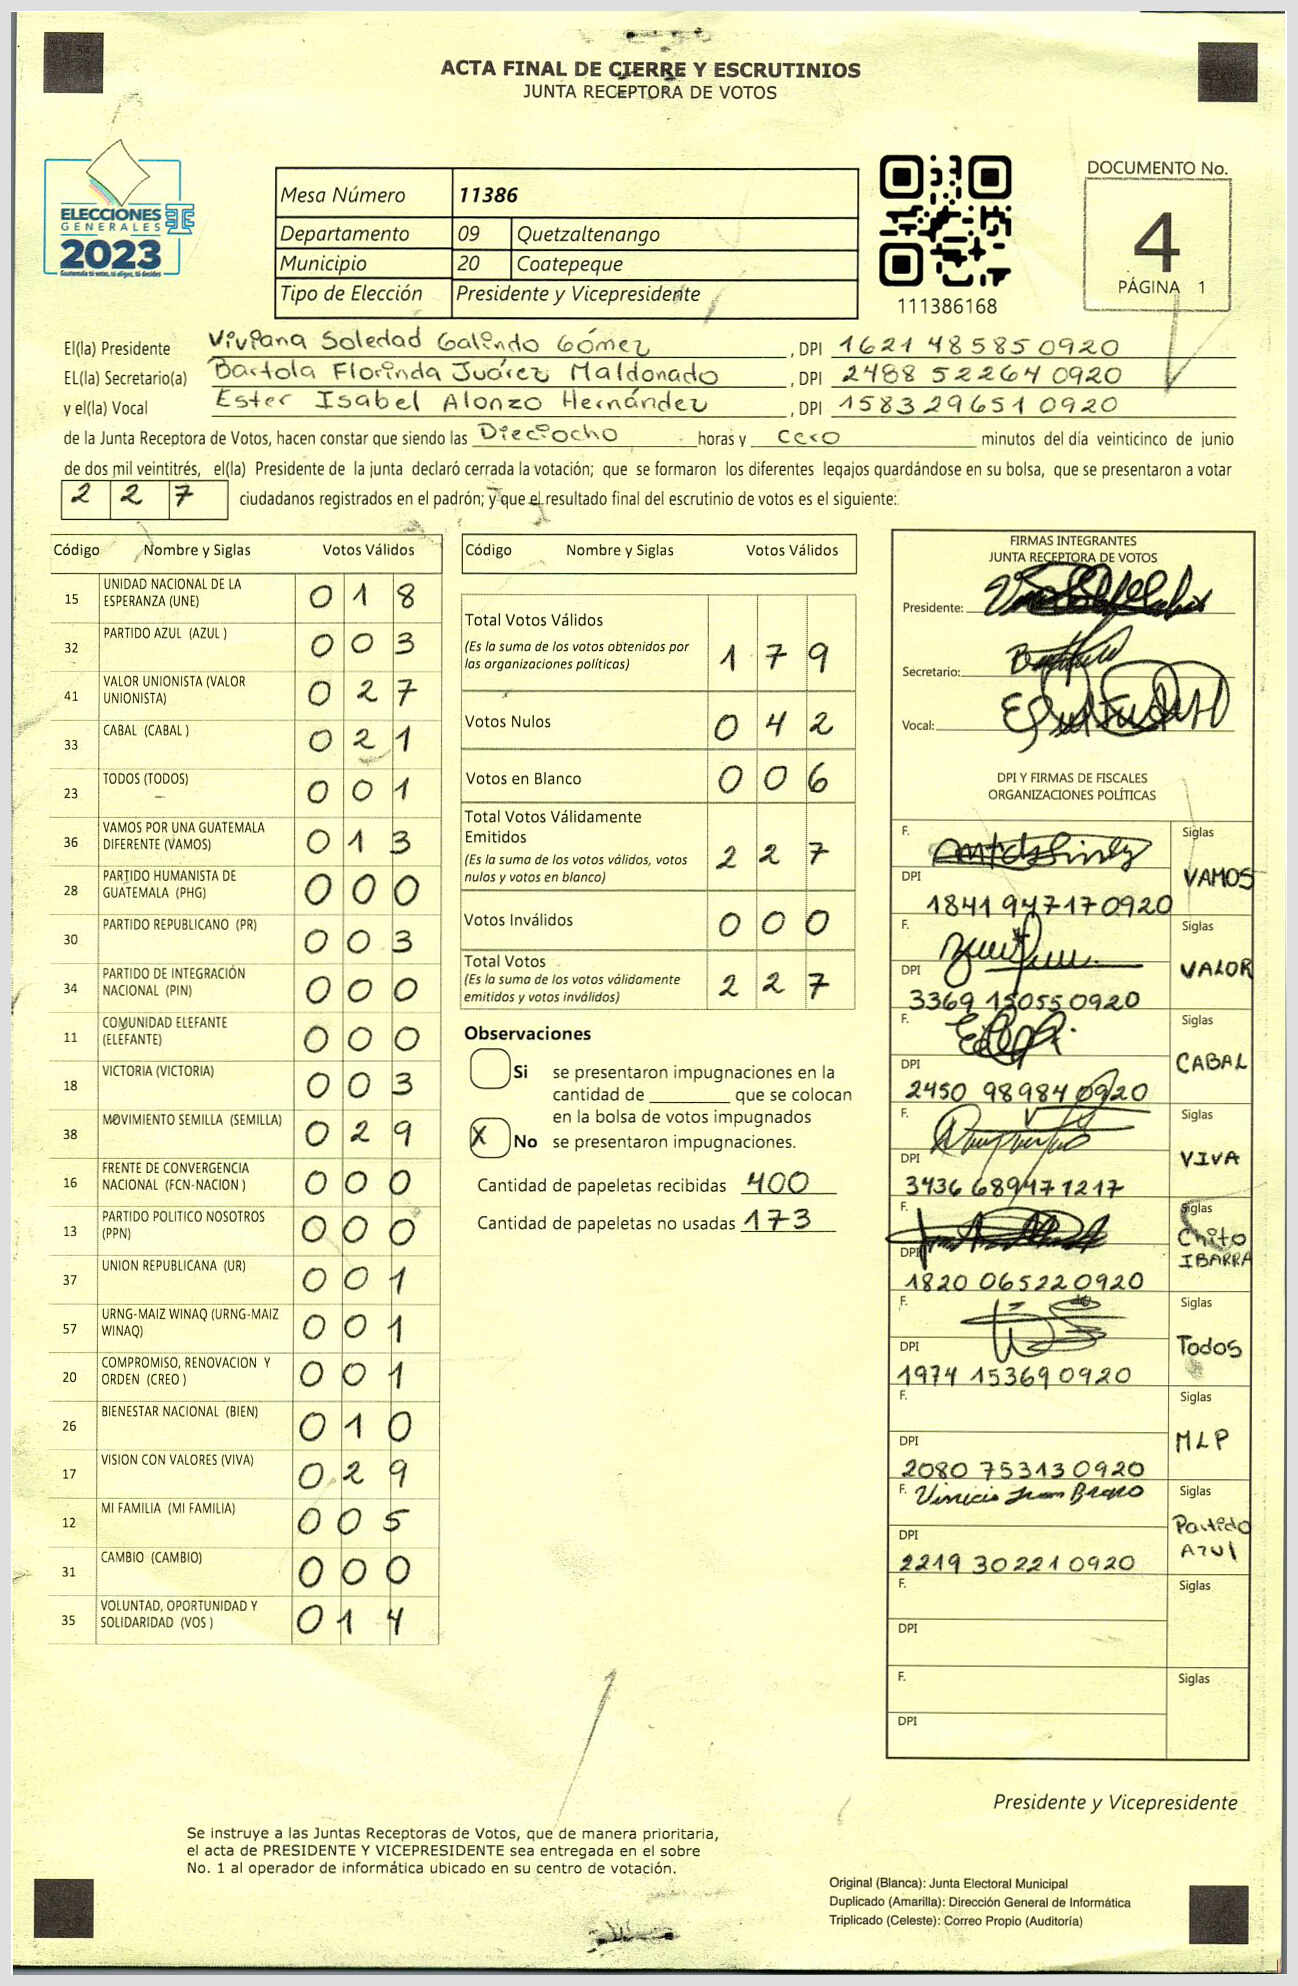 ACTA FINAL DE CIERRE Y ESCRUTINIOS
JUNTA RECEPTORA DE VOTOS
ELECCIONES
GENERALES
2023
Guatemala tú votas, tú eliges, tú decides
Mesa Número 11386
Departamento 09 Quetzaltenango
Municipio 20 Coatepeque
Tipo de Elección Presidente y Vicepresidente
111386168
DOCUMENTO No.
4
PÁGINA 1
El(la) Presidente Viviana Soledad Galindo Gómez , DPI 1621 48585 0920
EL(la) Secretario(a) Bartola Florinda Juárez Maldonado , DPI 2488 52264 0920
y el(la) Vocal Ester Isabel Alonzo Hernández , DPI 1583 29651 0920
de la Junta Receptora de Votos, hacen constar que siendo las Dieciocho horas y cero minutos del día veinticinco de junio
de dos mil veintitrés, el(la) Presidente de la junta declaró cerrada la votación; que se formaron los diferentes legajos quardándose en su bolsa, que se presentaron a votar
2 2 7 ciudadanos registrados en el padrón; y que el resultado final del escrutinio de votos es el siguiente:
Código Nombre y Siglas Votos Válidos
15 UNIDAD NACIONAL DE LA ESPERANZA (UNE) 0 1 8
32 PARTIDO AZUL (AZUL ) 0 0 3
41 VALOR UNIONISTA (VALOR UNIONISTA) 0 2 7
33 CABAL (CABAL ) 0 2 1
23 TODOS (TODOS) 0 0 1
36 VAMOS POR UNA GUATEMALA DIFERENTE (VAMOS) 0 1 3
28 PARTIDO HUMANISTA DE GUATEMALA (PHG) 0 0 0
30 PARTIDO REPUBLICANO (PR) 0 0 3
34 PARTIDO DE INTEGRACIÓN NACIONAL (PIN) 0 0 0
11 COMUNIDAD ELEFANTE (ELEFANTE) 0 0 0
18 VICTORIA (VICTORIA) 0 0 3
38 MOVIMIENTO SEMILLA (SEMILLA) 0 2 9
16 FRENTE DE CONVERGENCIA NACIONAL (FCN-NACION ) 0 0 0
13 PARTIDO POLITICO NOSOTROS (PPN) 0 0 0
37 UNION REPUBLICANA (UR) 0 0 1
57 URNG-MAIZ WINAQ (URNG-MAIZ WINAQ) 0 0 1
20 COMPROMISO, RENOVACION Y ORDEN (CREO ) 0 0 1
26 BIENESTAR NACIONAL (BIEN) 0 1 0
17 VISION CON VALORES (VIVA) 0 2 9
12 MI FAMILIA (MI FAMILIA) 0 0 5
31 CAMBIO (CAMBIO) 0 0 0
35 VOLUNTAD, OPORTUNIDAD Y SOLIDARIDAD (VOS ) 0 1 4
Código Nombre y Siglas Votos Válidos
Total Votos Válidos
(Es la suma de los votos obtenidos por
las organizaciones políticas) 1 7 9
Votos Nulos 0 4 2
Votos en Blanco 0 0 6
Total Votos Válidamente
Emitidos
(Es la suma de los votos válidos, votos
nulos y votos en blanco) 2 2 7
Votos Inválidos 0 0 0
Total Votos
(Es la suma de los votos válidamente
emitidos y votos inválidos) 2 2 7
Observaciones
Si se presentaron impugnaciones en la
cantidad de ________ que se colocan
en la bolsa de votos impugnados
X No se presentaron impugnaciones.
Cantidad de papeletas recibidas 400
Cantidad de papeletas no usadas 173
FIRMAS INTEGRANTES
JUNTA RECEPTORA DE VOTOS
Presidente:
Secretario:
Vocal:
DPI Y FIRMAS DE FISCALES
ORGANIZACIONES POLÍTICAS
F. Siglas
DPI VAMOS
1841 94717 0920
F. Siglas
DPI VALOR
3369 15055 0920
F. Siglas
DPI CABAL
2450 98984 0920
F. Siglas
DPI VIVA
3436 68947 1217
F. Siglas
DPI Chito IBARRA
1820 06522 0920
F. Siglas
DPI Todos
1974 15369 0920
F. Siglas
DPI MLP
2080 75313 0920
F. Siglas
DPI Partido Azul
2219 30221 0920
F. Siglas
DPI
F. Siglas
DPI
Presidente y Vicepresidente
Se instruye a las Juntas Receptoras de Votos, que de manera prioritaria,
el acta de PRESIDENTE Y VICEPRESIDENTE sea entregada en el sobre
No. 1 al operador de informática ubicado en su centro de votación.
Original (Blanca): Junta Electoral Municipal
Duplicado (Amarilla): Dirección General de Informática
Triplicado (Celeste): Correo Propio (Auditoría)